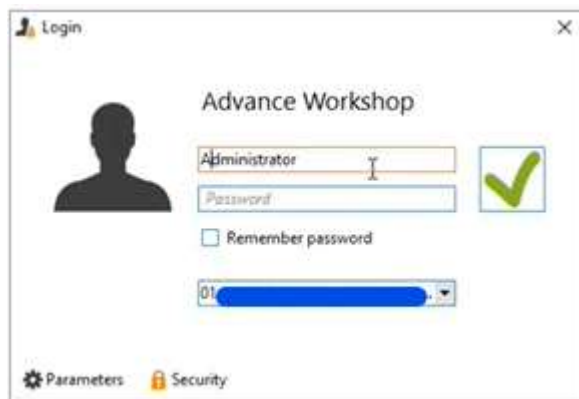 Login
Advance Workshop
Administrator
Password
Remember password
01
Parameters
Security